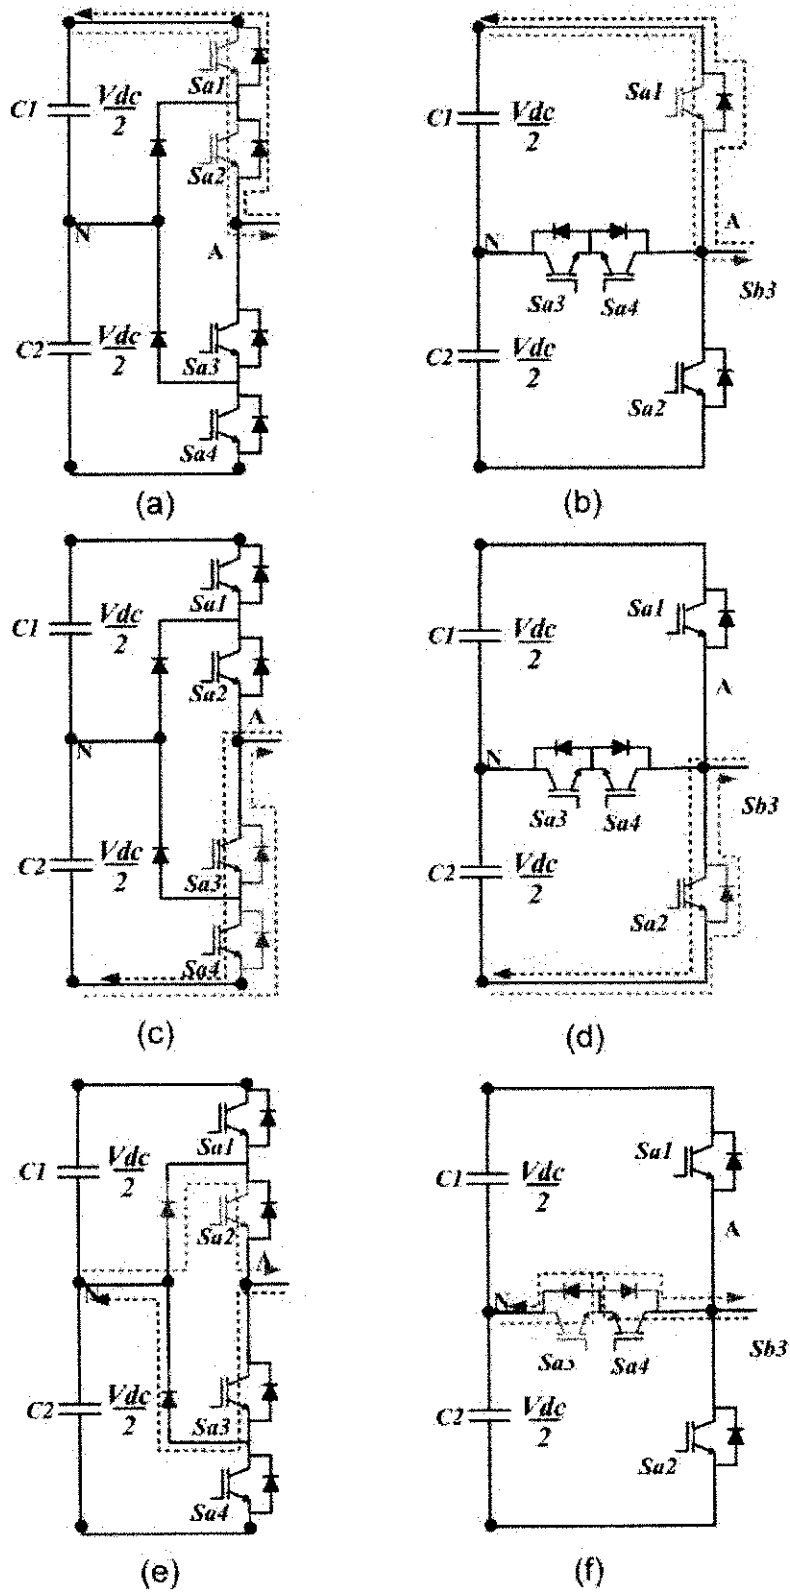 C1 Vdc/2 Sa1
Sa2
N A
C2 Vdc/2 Sa3
Sa4
(a)
C1 Vdc/2 Sa1
A
N
Sa3 Sa4 Sb3
C2 Vdc/2 Sa2
(b)
C1 Vdc/2 Sa1
Sa2
A
N
C2 Vdc/2 Sa3
Sa4
(c)
C1 Vdc/2 Sa1
A
N
Sa3 Sa4 Sb3
C2 Vdc/2 Sa2
(d)
C1 Vdc/2 Sa1
Sa2
A
N
C2 Vdc/2 Sa3
Sa4
(e)
C1 Vdc/2 Sa1
A
N
Sa3 Sa4 Sb3
C2 Vdc/2 Sa2
(f)